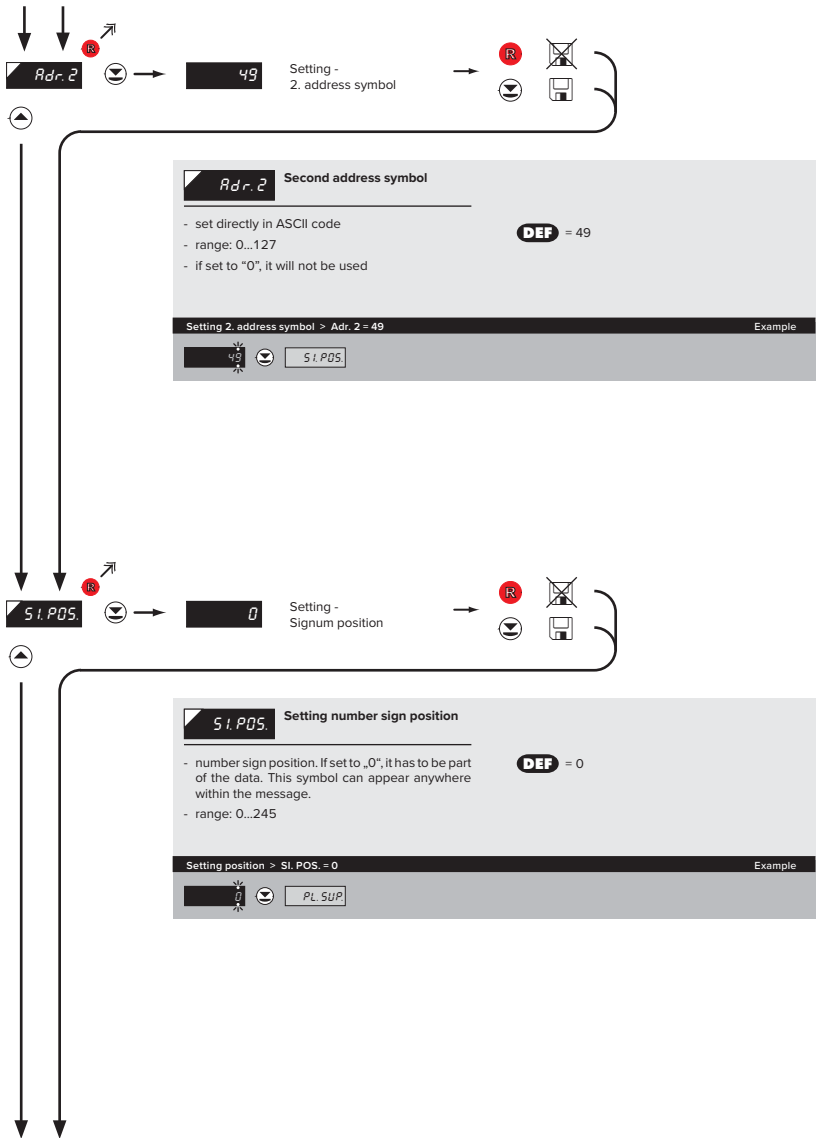 R
Adr. 2
49
Setting -
2. address symbol
R
Adr. 2
Second address symbol
- set directly in ASCII code
- range: 0...127
- if set to “0”, it will not be used
DEF = 49
Setting 2. address symbol > Adr. 2 = 49
Example
49
SI. POS.
R
SI. POS.
0
Setting -
Signum position
R
SI. POS.
Setting number sign position
- number sign position. If set to „0“, it has to be part
of the data. This symbol can appear anywhere
within the message.
- range: 0...245
DEF = 0
Setting position > SI. POS. = 0
Example
0
PL. SUP.